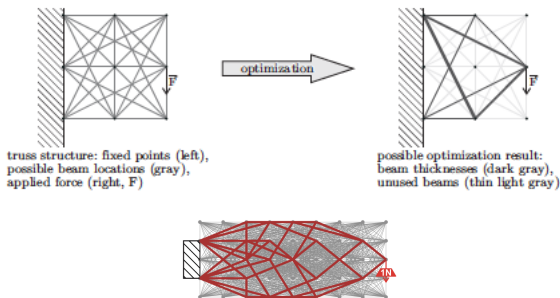 optimization
F
F
truss structure: fixed points (left),
possible beam locations (gray),
applied force (right, F)
possible optimization result:
beam thicknesses (dark gray),
unused beams (thin light gray)
1N